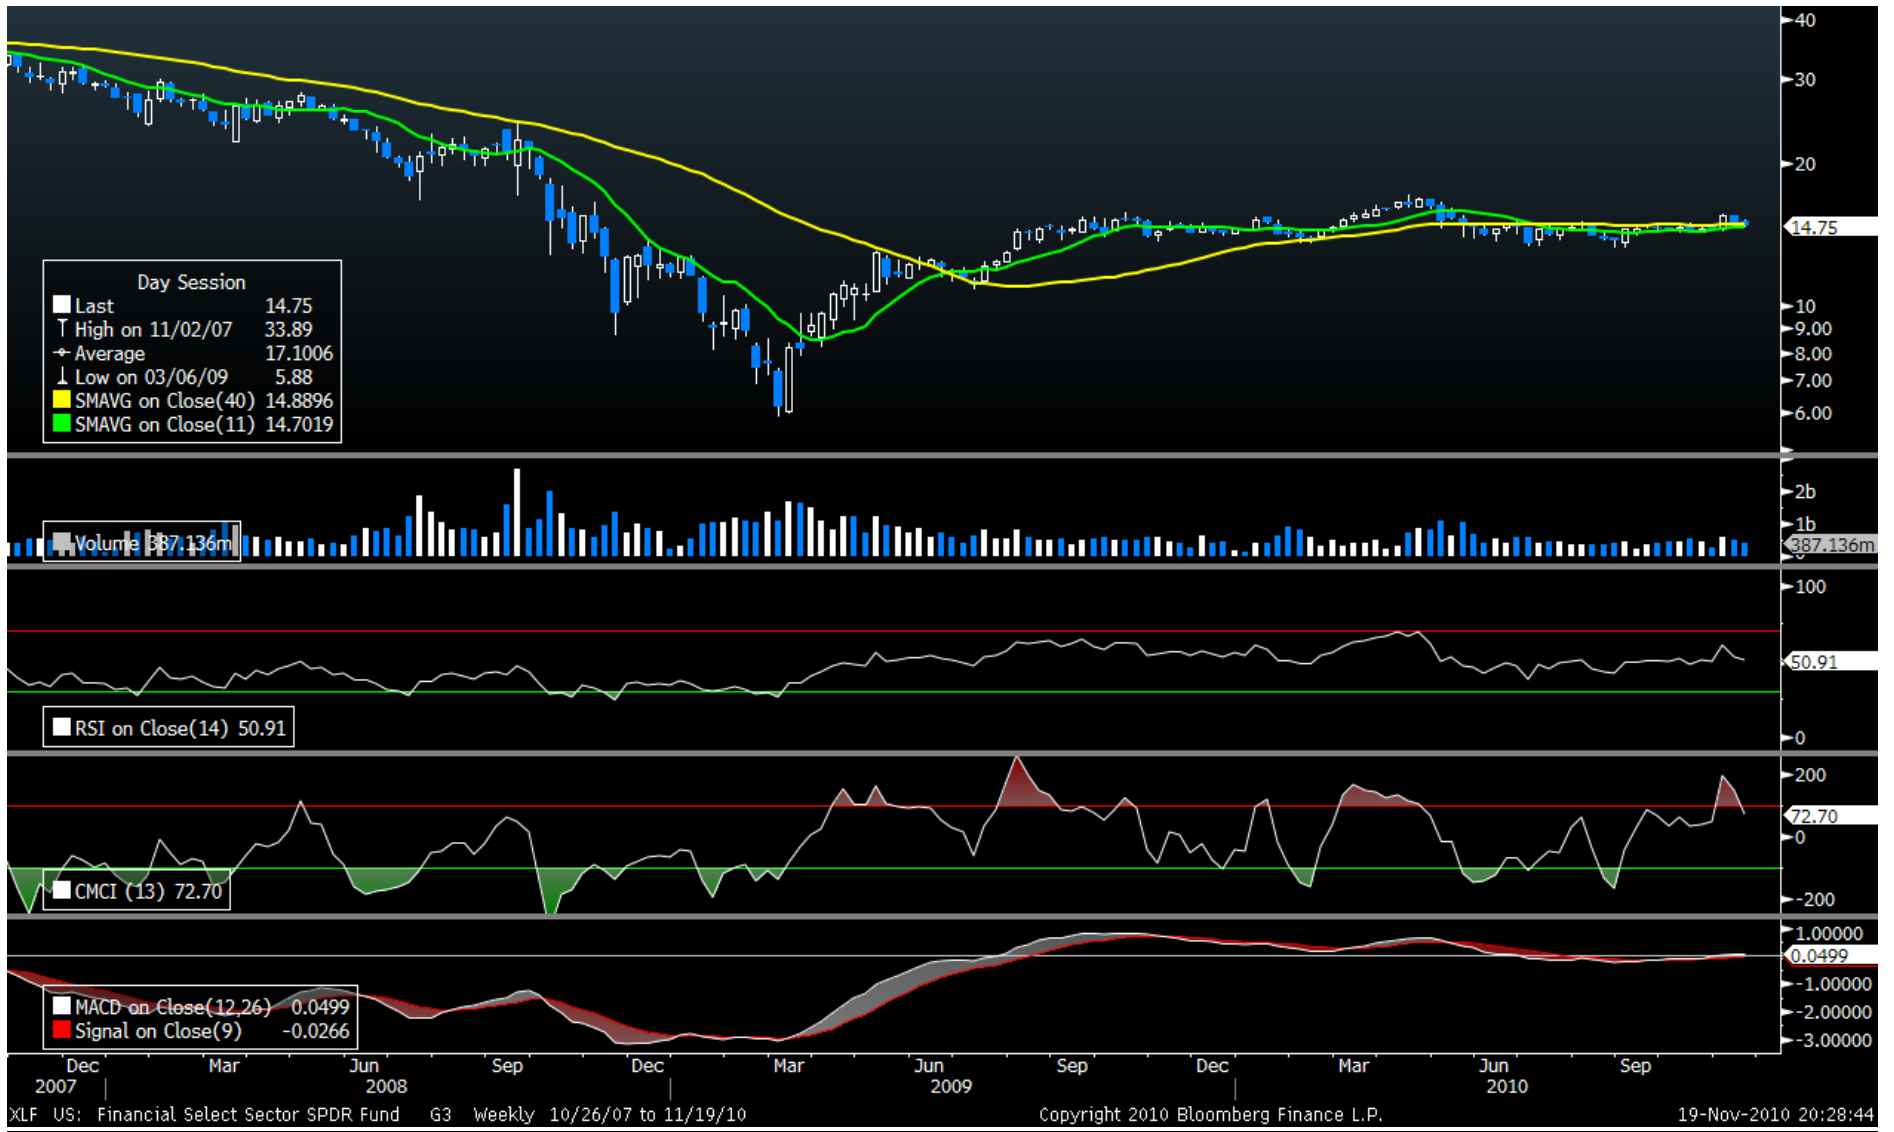 40
30
20
14.75
10
9.00
8.00
7.00
6.00
Day Session
Last 14.75
High on 11/02/07 33.89
Average 17.1006
Low on 03/06/09 5.88
SMAVG on Close(40) 14.8896
SMAVG on Close(11) 14.7019
2b
1b
387.136m
0
Volume 387.136m
100
50.91
0
RSI on Close(14) 50.91
200
72.70
0
-200
CMCI (13) 72.70
1.00000
0.0499
-1.00000
-2.00000
-3.00000
MACD on Close(12,26) 0.0499
Signal on Close(9) -0.0266
Dec Mar Jun Sep Dec Mar Jun Sep Dec Mar Jun Sep
2007 2008 2009 2010
XLF US: Financial Select Sector SPDR Fund G3 Weekly 10/26/07 to 11/19/10 Copyright 2010 Bloomberg Finance L.P. 19-Nov-2010 20:28:44